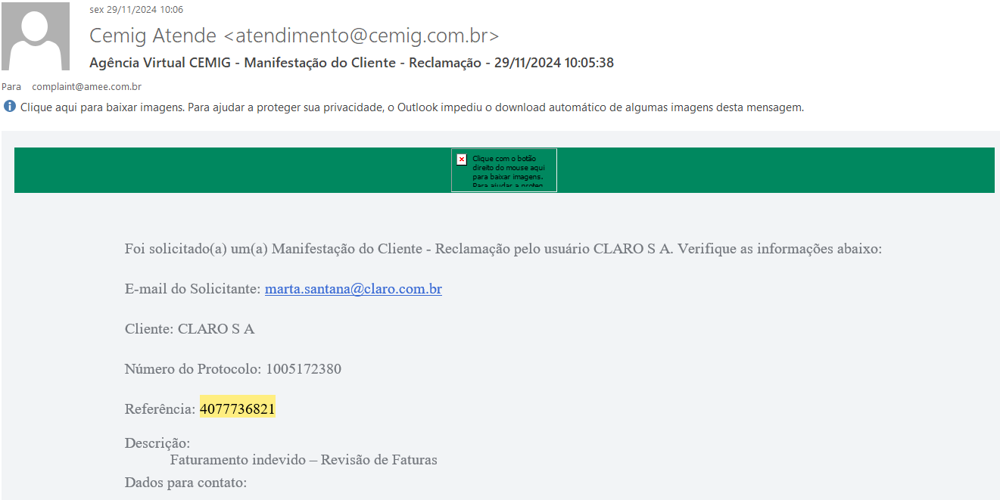 sex 29/11/2024 10:06
Cemig Atende <atendimento@cemig.com.br>
Agência Virtual CEMIG - Manifestação do Cliente - Reclamação - 29/11/2024 10:05:38
Para complaint@amee.com.br
Clique aqui para baixar imagens. Para ajudar a proteger sua privacidade, o Outlook impediu o download automático de algumas imagens desta mensagem.
Clique com o botão
direito do mouse aqui
para baixar imagens.
Para ajudar a proteg
Foi solicitado(a) um(a) Manifestação do Cliente - Reclamação pelo usuário CLARO S A. Verifique as informações abaixo:
E-mail do Solicitante: marta.santana@claro.com.br
Cliente: CLARO S A
Número do Protocolo: 1005172380
Referência: 4077736821
Descrição:
Faturamento indevido – Revisão de Faturas
Dados para contato: